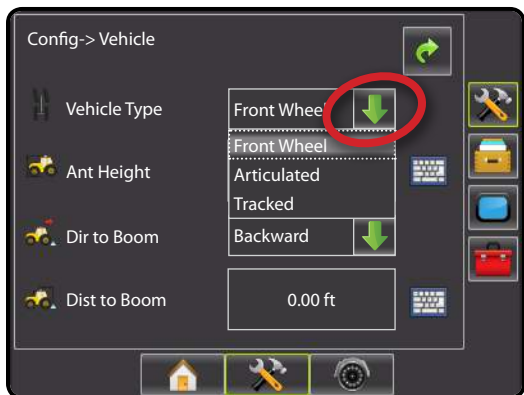 Config-> Vehicle
Vehicle Type
Front Wheel
Front Wheel
Articulated
Tracked
Ant Height
Dir to Boom
Backward
Dist to Boom
0.00 ft